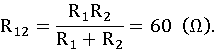 R₁₂ = R₁R₂ / (R₁ + R₂) = 60 (Ω).